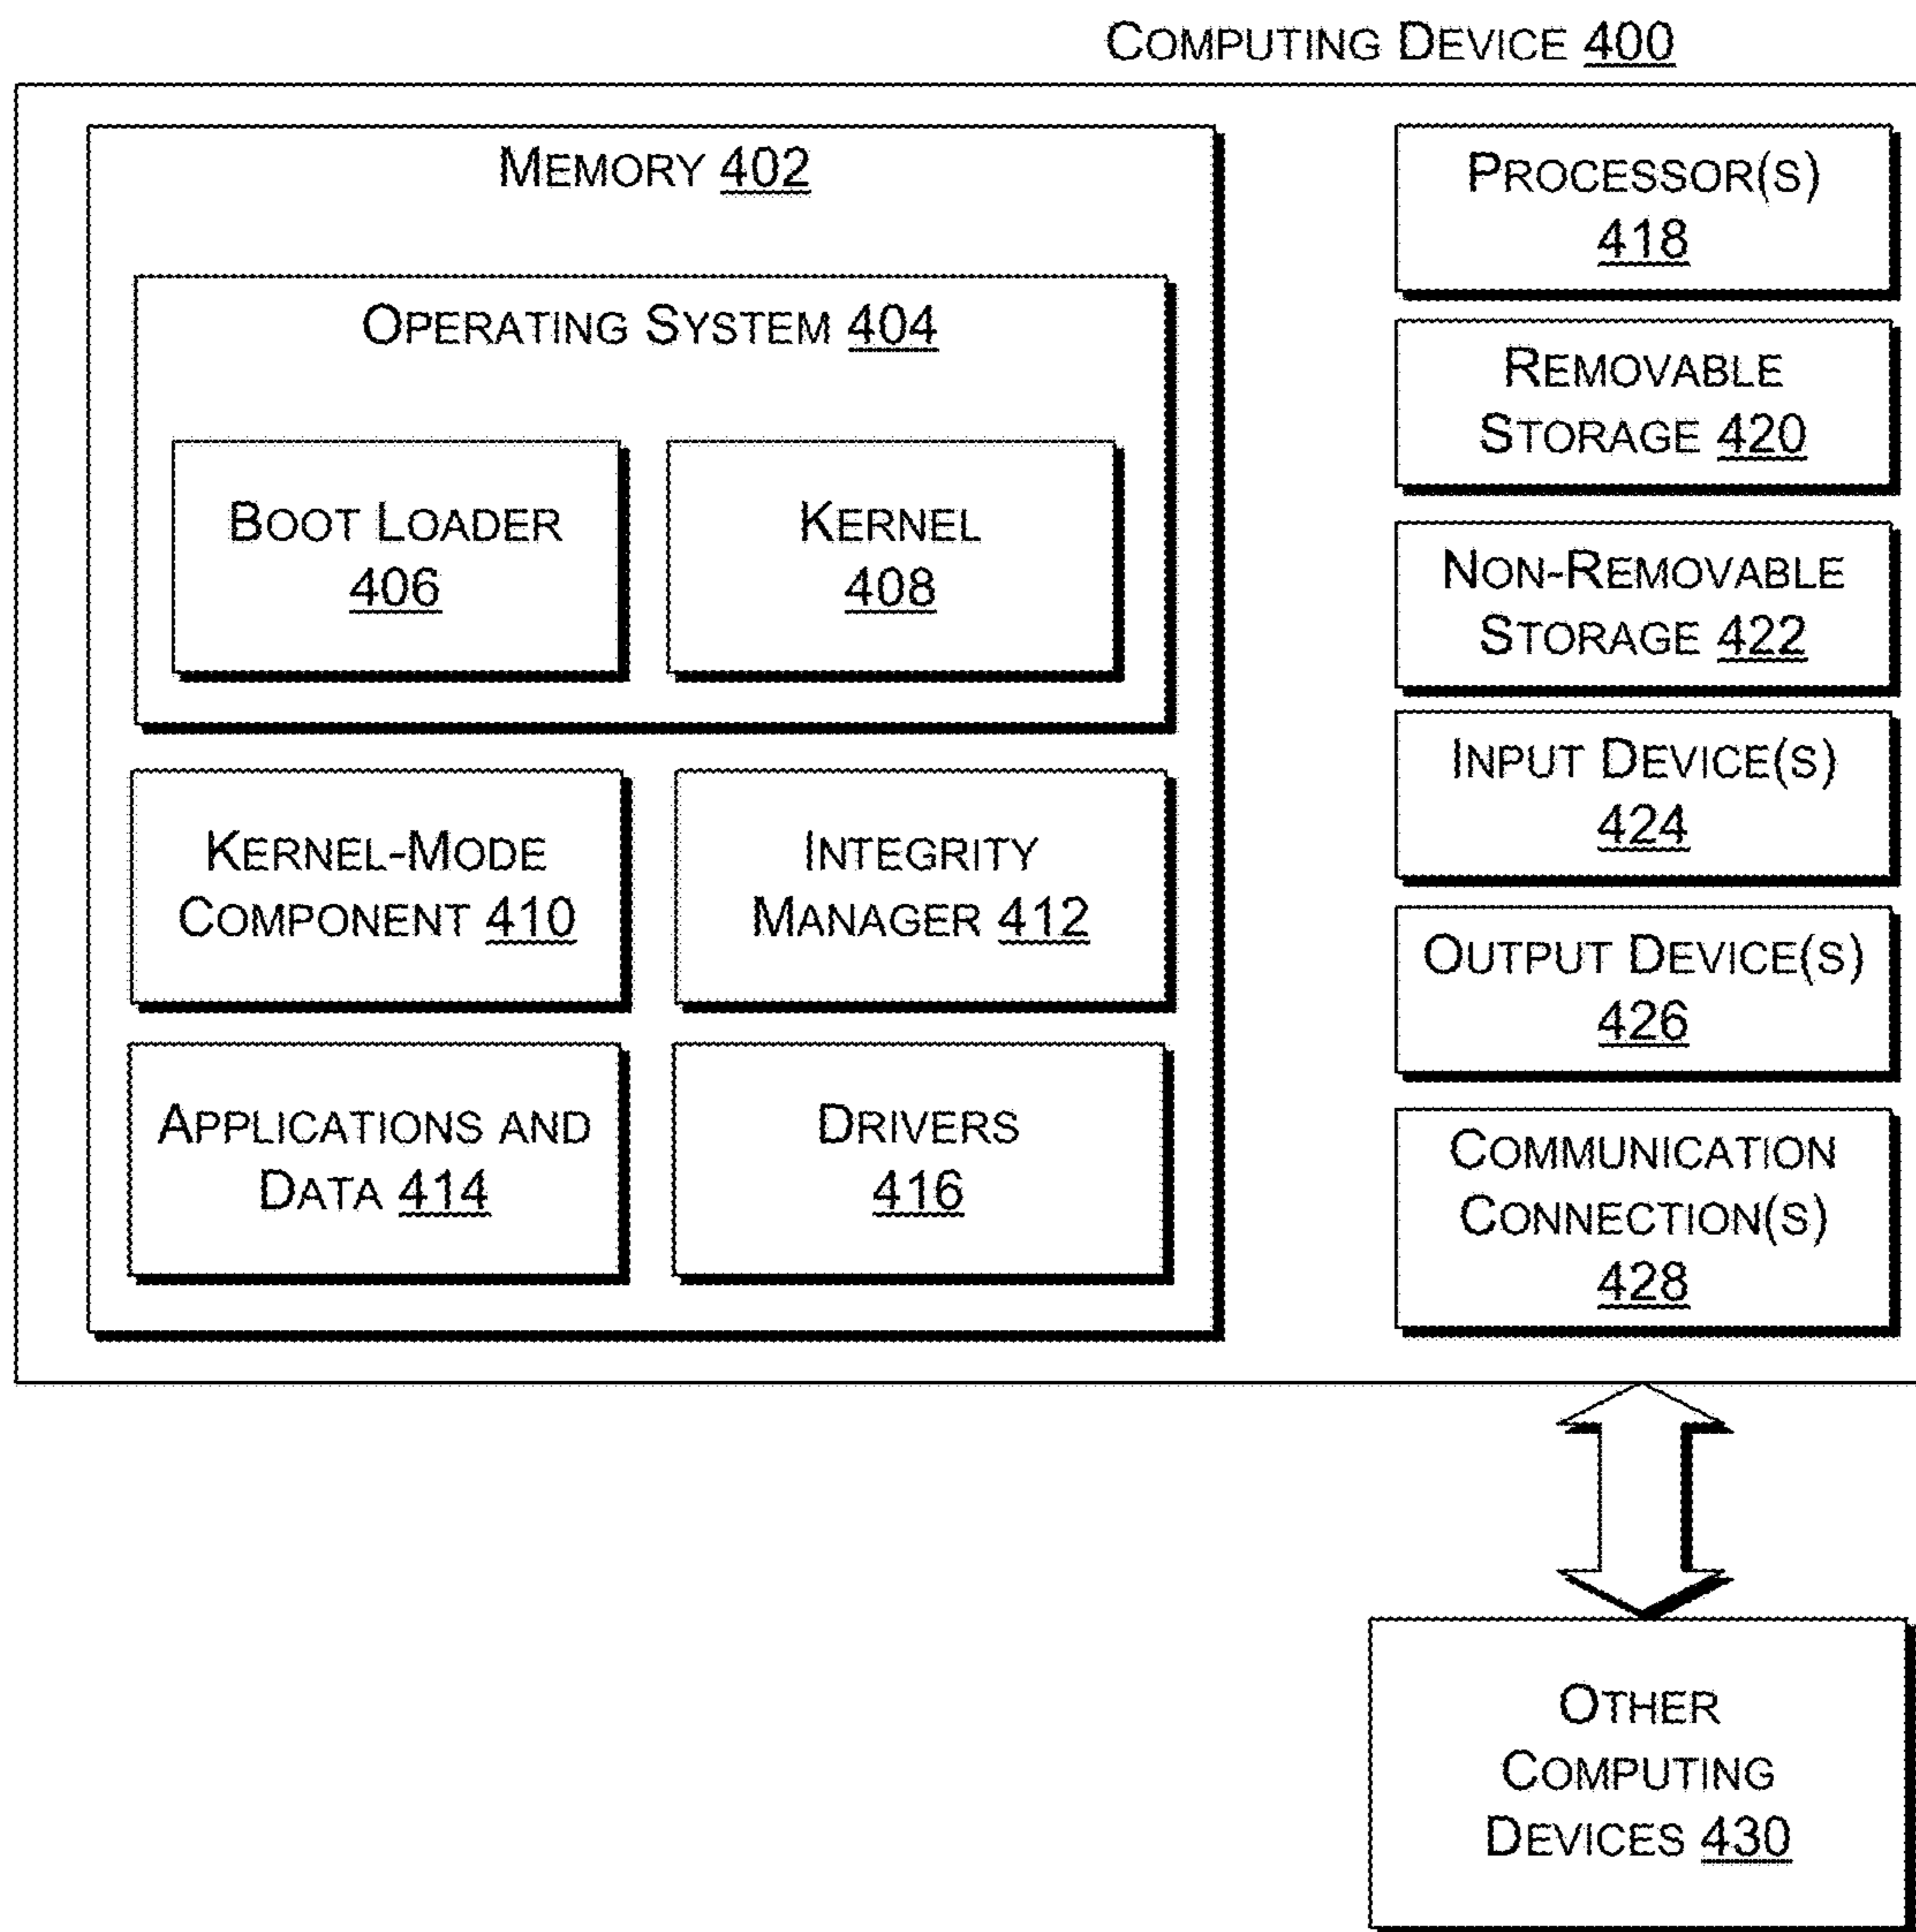 COMPUTING DEVICE 400
MEMORY 402
OPERATING SYSTEM 404
BOOT LOADER
406
KERNEL
408
KERNEL-MODE
COMPONENT 410
INTEGRITY
MANAGER 412
APPLICATIONS AND
DATA 414
DRIVERS
416
PROCESSOR(S)
418
REMOVABLE
STORAGE 420
NON-REMOVABLE
STORAGE 422
INPUT DEVICE(S)
424
OUTPUT DEVICE(S)
426
COMMUNICATION
CONNECTION(S)
428
OTHER
COMPUTING
DEVICES 430